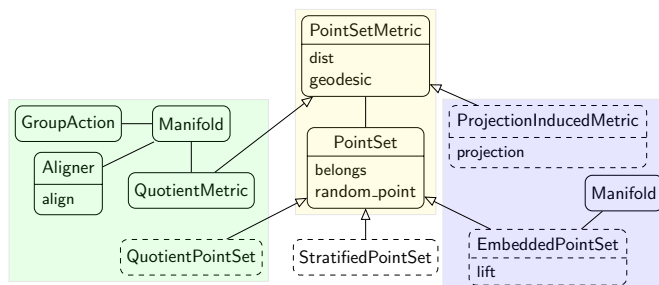 PointSetMetric
dist
geodesic
GroupAction
Manifold
ProjectionInducedMetric
projection
Aligner
align
QuotientMetric
PointSet
belongs
random_point
Manifold
QuotientPointSet
StratifiedPointSet
EmbeddedPointSet
lift